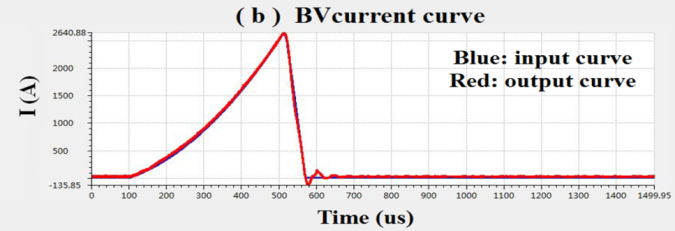 ( b ) BVcurrent curve
2640.88
Blue: input curve
2000
Red: output curve
1500
I (A)
1000
500
-135.85
0 100 200 300 400 500 600 700 800 900 1000 1100 1200 1300 1400 1499.95
Time (us)